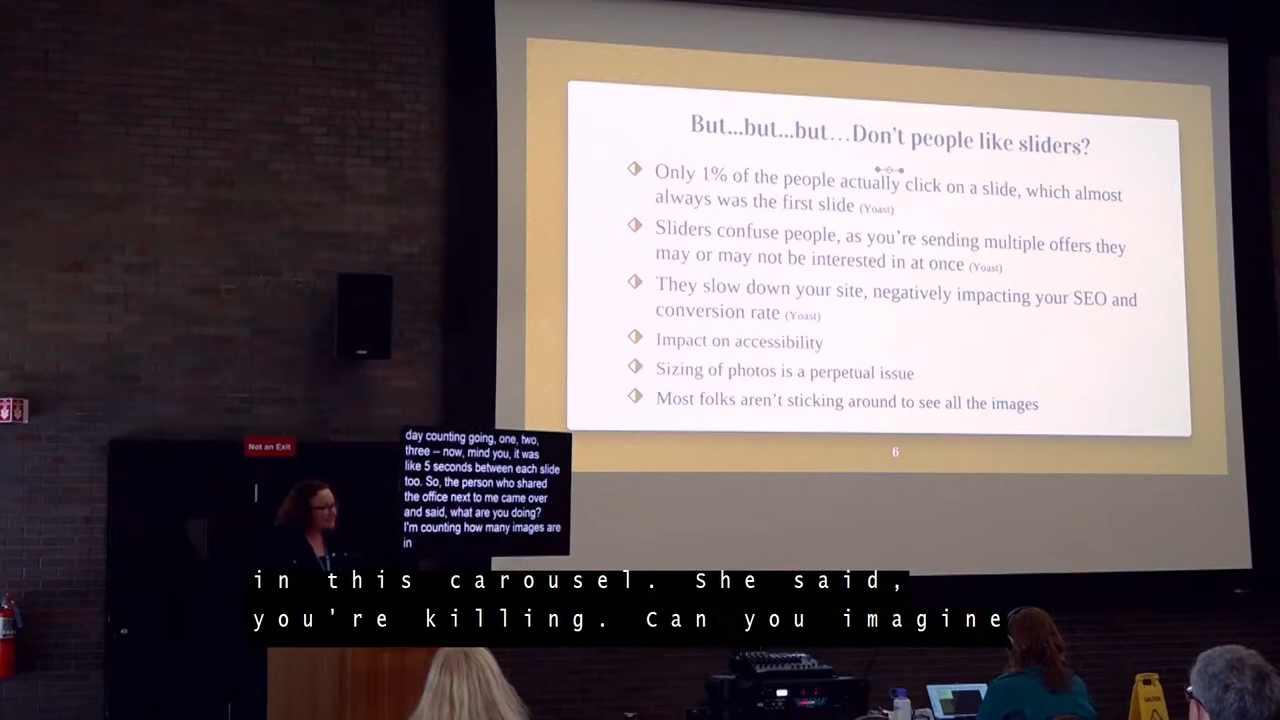 But...but...but...Don't people like sliders?
Only 1% of the people actually click on a slide, which almost
always was the first slide (Yoast)
Sliders confuse people, as you're sending multiple offers they
may or may not be interested in at once (Yoast)
They slow down your site, negatively impacting your SEO and
conversion rate (Yoast)
Impact on accessibility
Sizing of photos is a perpetual issue
Most folks aren't sticking around to see all the images
6
Not an Exit
day counting going, one, two,
three -- now, mind you, it was
like 5 seconds between each slide
too. So, the person who shared
the office next to me came over
and said, what are you doing?
I'm counting how many images are
in
in this carousel. She said,
you're killing. Can you imagine
CAUTION